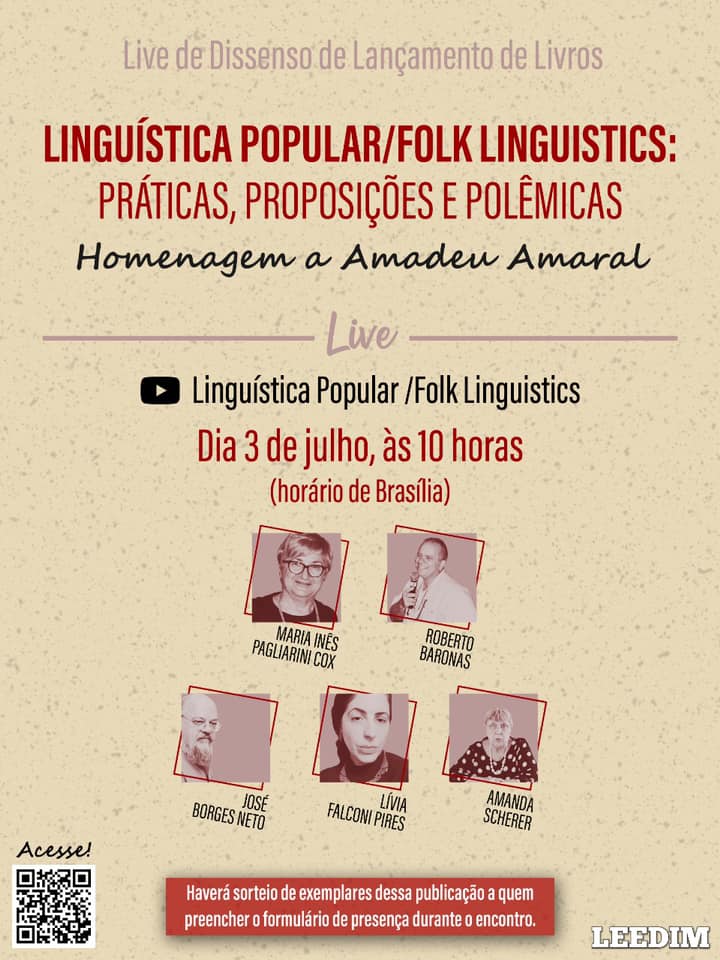 Live de Dissenso de Lançamento de Livros
LINGUÍSTICA POPULAR/FOLK LINGUISTICS:
PRÁTICAS, PROPOSIÇÕES E POLÊMICAS
Homenagem a Amadeu Amaral
Live
Linguística Popular /Folk Linguistics
Dia 3 de julho, às 10 horas
(horário de Brasília)
MARIA INÊS
PAGLIARINI COX
ROBERTO
BARONAS
JOSÉ
BORGES NETO
LÍVIA
FALCONI PIRES
AMANDA
SCHERER
Acesse!
Haverá sorteio de exemplares dessa publicação a quem
preencher o formulário de presença durante o encontro.
LEEDIM